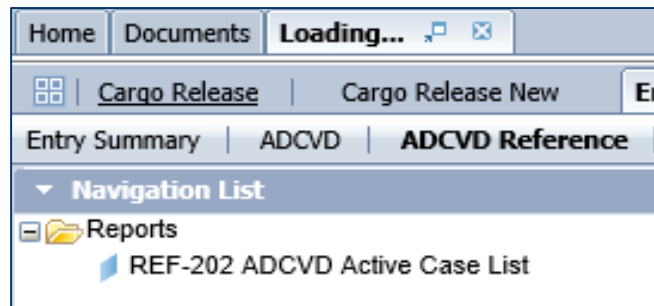 Home Documents Loading...
Cargo Release | Cargo Release New
Entry Summary | ADCVD | ADCVD Reference
Navigation List
Reports
REF-202 ADCVD Active Case List